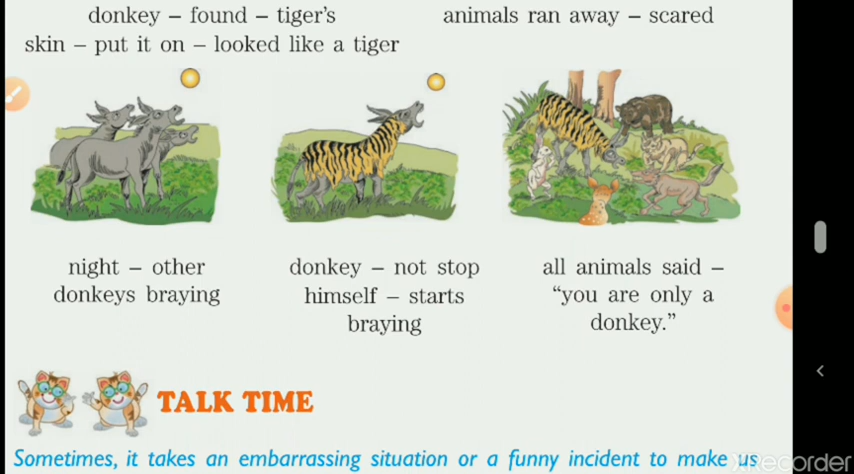 donkey – found – tiger's
skin – put it on – looked like a tiger
animals ran away – scared
night – other
donkeys braying
donkey – not stop
himself – starts
braying
all animals said –
“you are only a
donkey.”
TALK TIME
Sometimes, it takes an embarrassing situation or a funny incident to make us
XRecorder